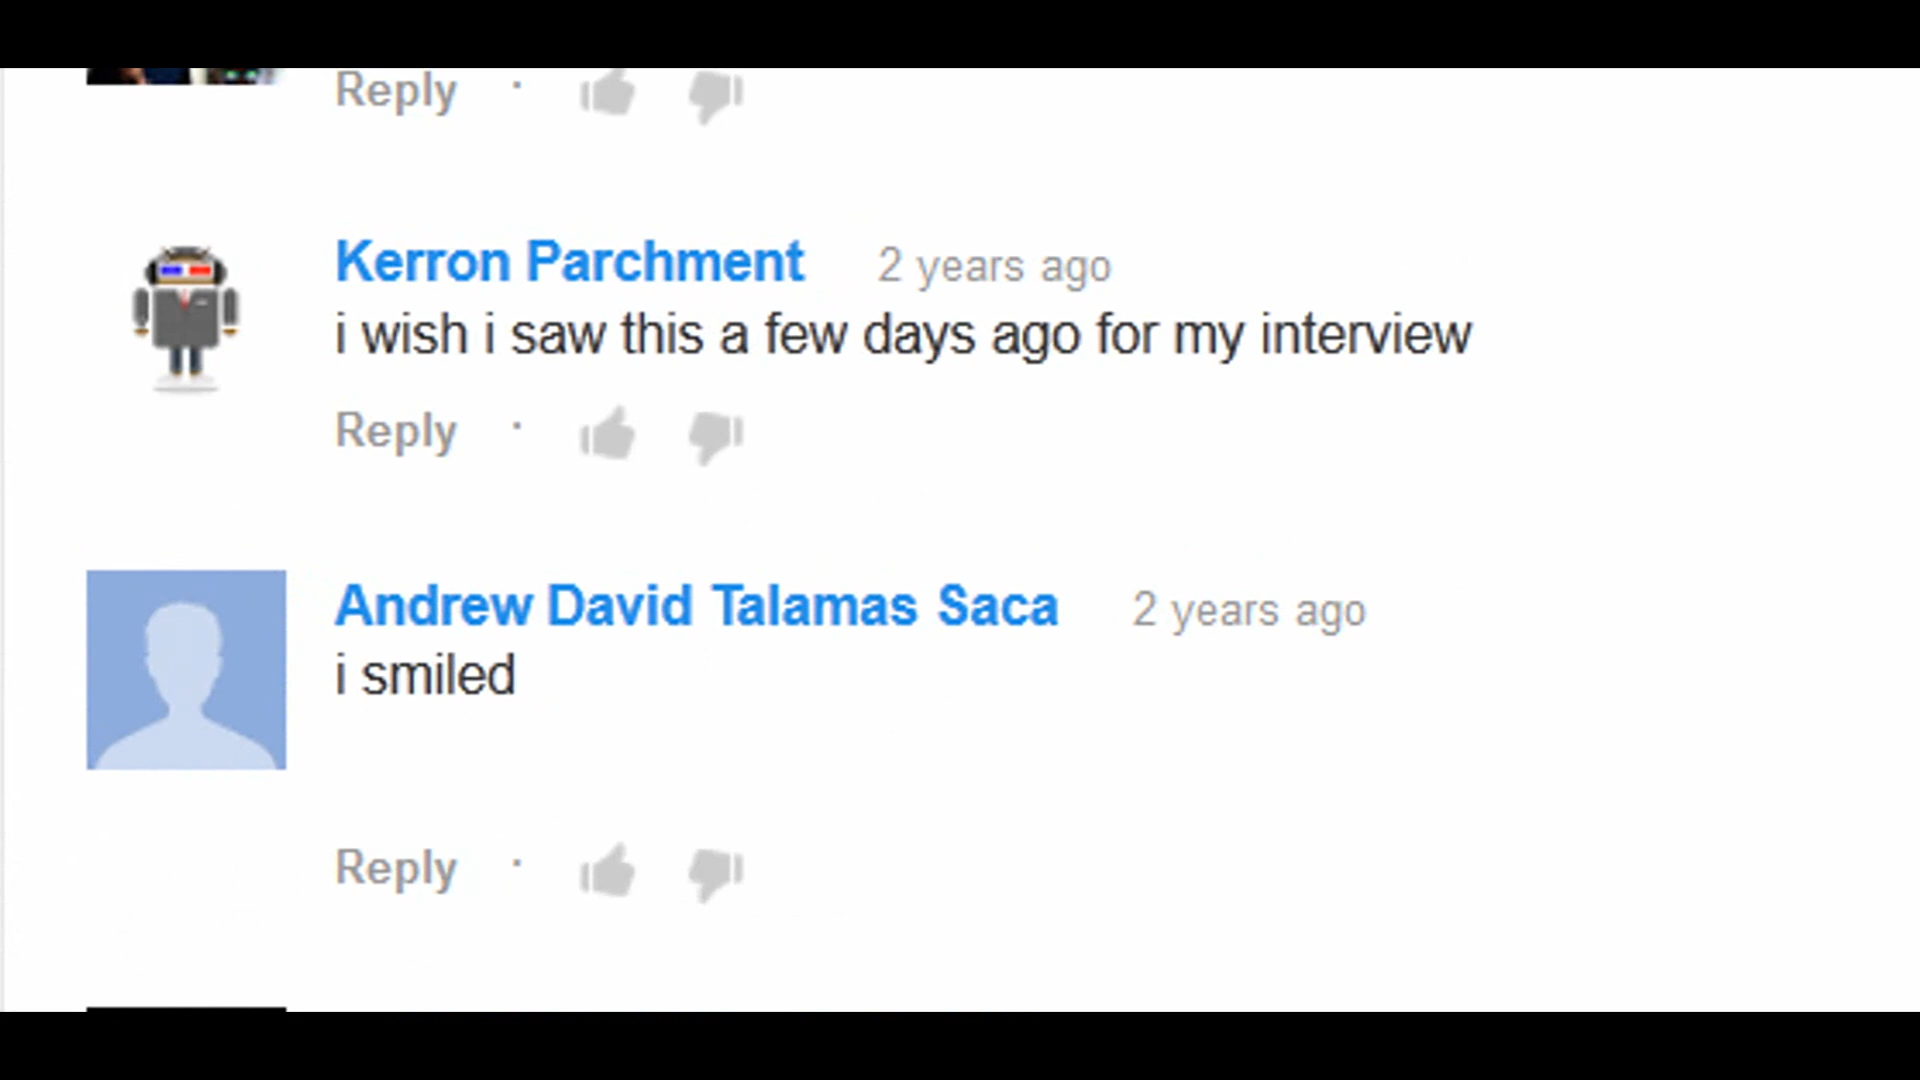 Reply ·
Kerron Parchment 2 years ago
i wish i saw this a few days ago for my interview
Reply ·
Andrew David Talamas Saca 2 years ago
i smiled
Reply ·